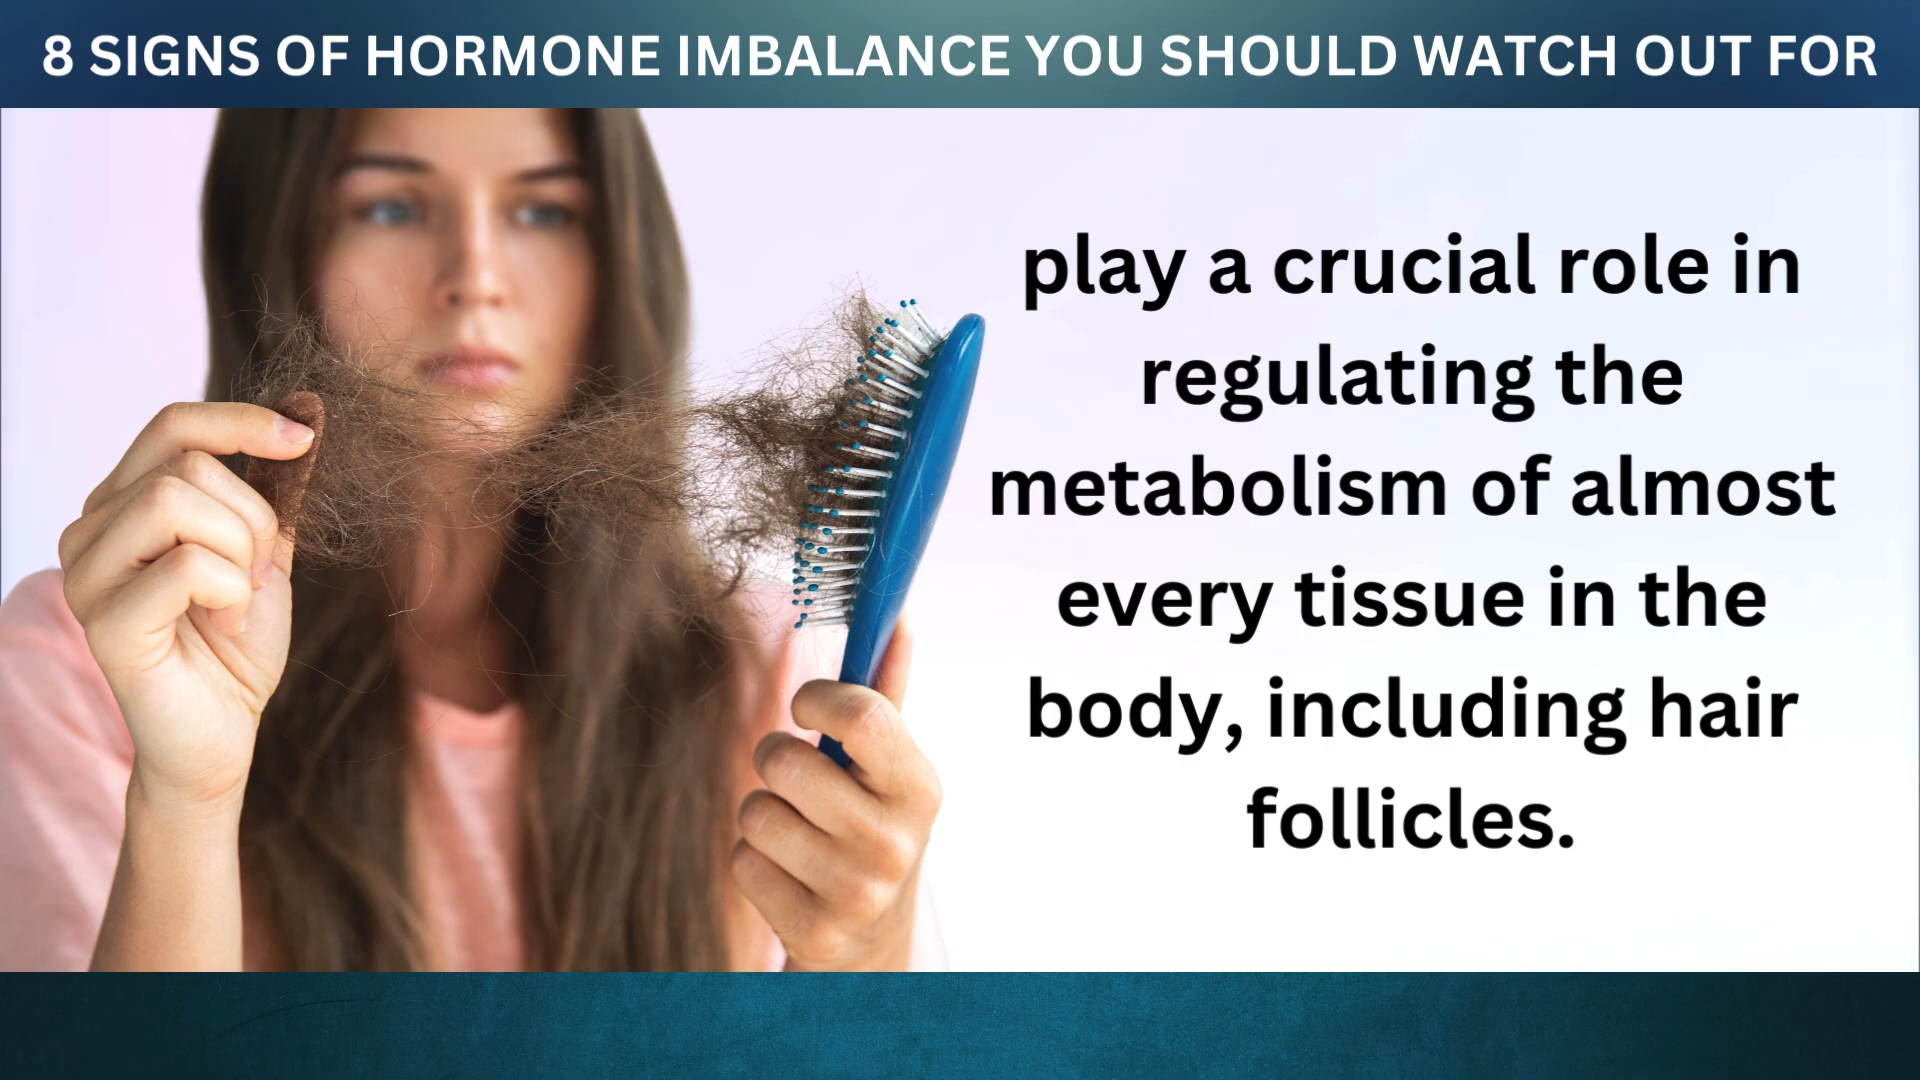 8 SIGNS OF HORMONE IMBALANCE YOU SHOULD WATCH OUT FOR
play a crucial role in
regulating the
metabolism of almost
every tissue in the
body, including hair
follicles.